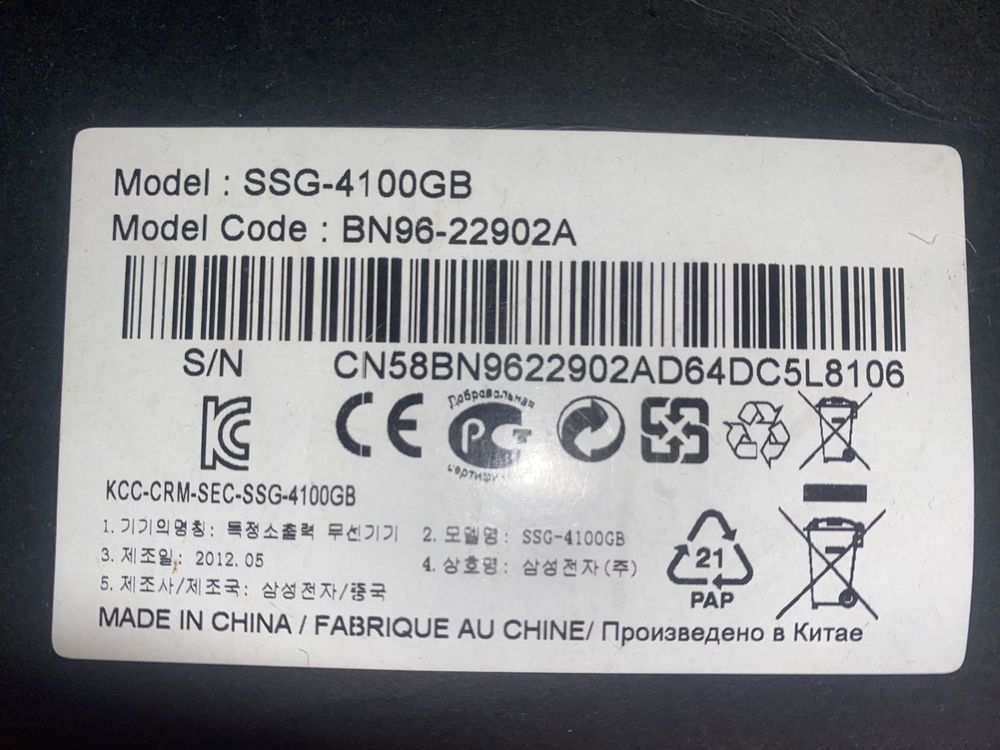 Model : SSG-4100GB
Model Code : BN96-22902A
S/N CN58BN9622902AD64DC5L8106
CE
Добровольная
PCT
KCC-CRM-SEC-SSG-4100GB
1. 기기의명칭: 특정소출력 무선기기 2. 모델명: SSG-4100GB
3. 제조일: 2012.05 4. 상호명: 삼성전자(주)
5. 제조사/제조국: 삼성전자/중국
21
PAP
MADE IN CHINA / FABRIQUE AU CHINE/ Произведено в Китае